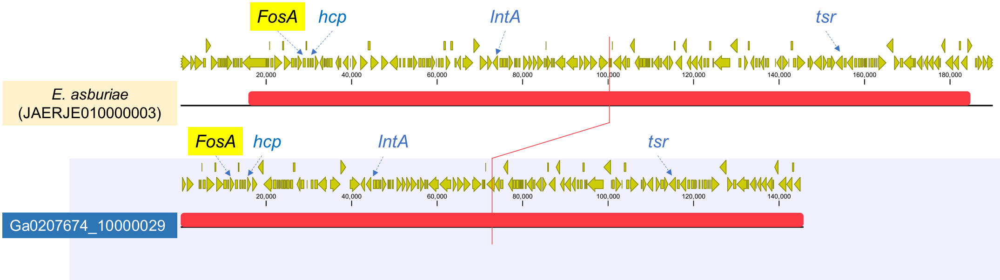 FosA hcp IntA tsr
20,000 40,000 60,000 80,000 100,000 120,000 140,000 160,000 180,000
E. asburiae
(JAERJE010000003)
FosA hcp IntA tsr
20,000 40,000 60,000 80,000 100,000 120,000 140,000
Ga0207674_10000029